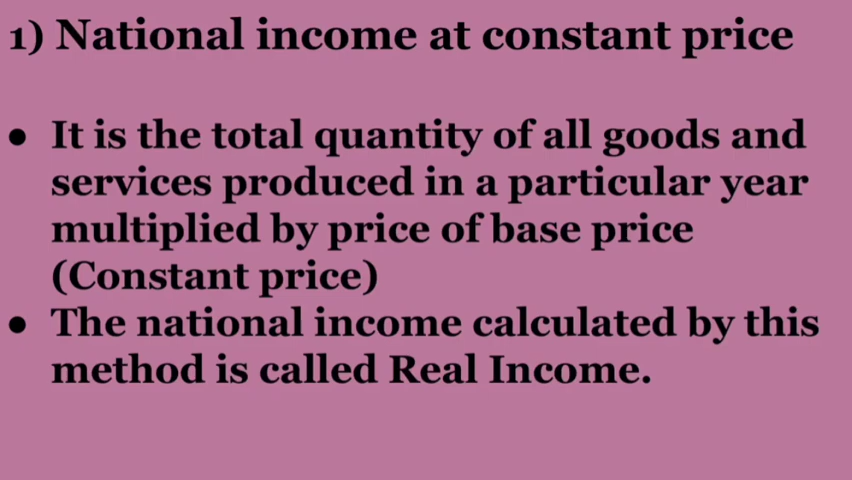 1) National income at constant price
● It is the total quantity of all goods and
services produced in a particular year
multiplied by price of base price
(Constant price)
● The national income calculated by this
method is called Real Income.